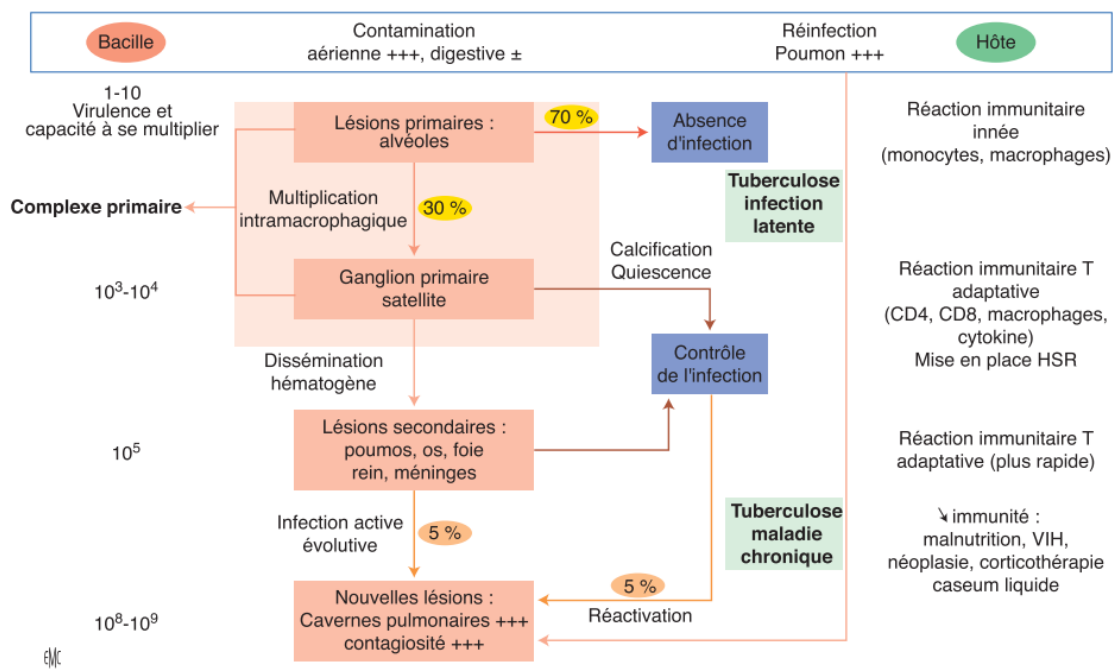 Bacille
Contamination
aérienne +++, digestive ±
Réinfection
Poumon +++
Hôte
1-10
Virulence et
capacité à se multiplier
Lésions primaires :
alvéoles
70 %
Absence
d'infection
Réaction immunitaire
innée
(monocytes, macrophages)
Complexe primaire
Multiplication
intramacrophagique
30 %
Tuberculose
infection
latente
Calcification
Quiescence
10³-10⁴
Ganglion primaire
satellite
Réaction immunitaire T
adaptative
(CD4, CD8, macrophages,
cytokine)
Mise en place HSR
Dissémination
hématogène
Contrôle
de l'infection
10⁵
Lésions secondaires :
poumos, os, foie
rein, méninges
Réaction immunitaire T
adaptative (plus rapide)
Infection active
évolutive
5 %
Tuberculose
maladie
chronique
↘ immunité :
malnutrition, VIH,
néoplasie, corticothérapie
caseum liquide
10⁸-10⁹
Nouvelles lésions :
Cavernes pulmonaires +++
contagiosité +++
5 %
Réactivation
EMC